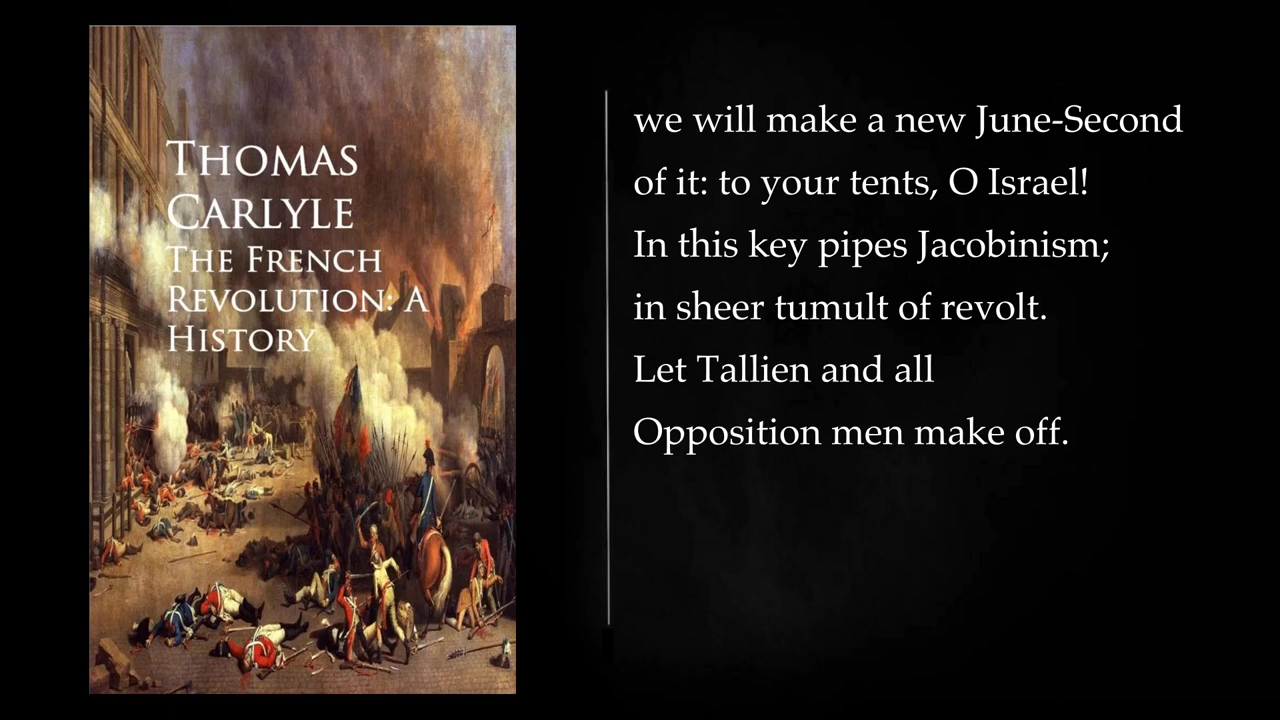 THOMAS
CARLYLE
THE FRENCH
REVOLUTION: A
HISTORY
we will make a new June-Second
of it: to your tents, O Israel!
In this key pipes Jacobinism;
in sheer tumult of revolt.
Let Tallien and all
Opposition men make off.